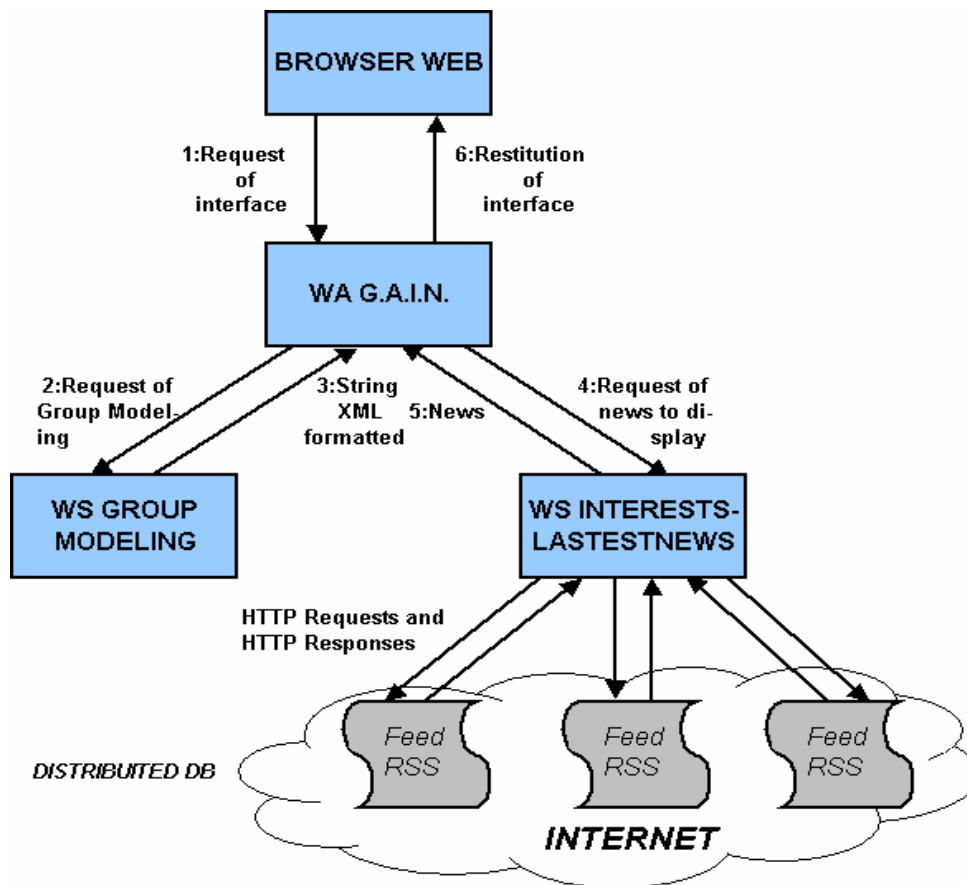 BROWSER WEB
1:Request
of
interface
6:Restitution
of
interface
WA G.A.I.N.
2:Request of
Group Model-
ing
3:String
XML
formatted
5:News
4:Request of
news to di-
splay
WS GROUP
MODELING
WS INTERESTS-
LASTESTNEWS
HTTP Requests and
HTTP Responses
Feed
RSS
Feed
RSS
Feed
RSS
DISTRIBUITED DB
INTERNET